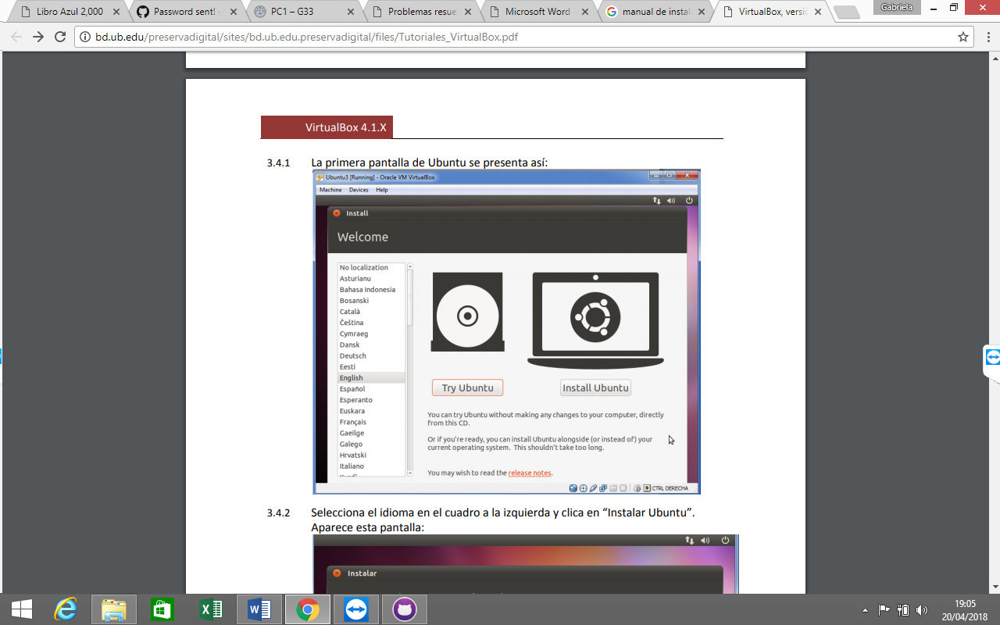 Libro Azul 2,000
Password sent!
PC1 – G33
Problemas resue
Microsoft Word
manual de instal
VirtualBox, versió
Gabriela
bd.ub.edu/preservadigital/sites/bd.ub.edu.preservadigital/files/Tutoriales_VirtualBox.pdf
VirtualBox 4.1.X
3.4.1 La primera pantalla de Ubuntu se presenta así:
Ubuntu3 [Running] - Oracle VM VirtualBox
Machine Devices Help
Install
Welcome
No localization
Asturianu
Bahasa Indonesia
Bosanski
Català
Čeština
Cymraeg
Dansk
Deutsch
Eesti
English
Español
Esperanto
Euskara
Français
Gaeilge
Galego
Hrvatski
Italiano
Try Ubuntu
Install Ubuntu
You can try Ubuntu without making any changes to your computer, directly
from this CD.
Or if you're ready, you can install Ubuntu alongside (or instead of) your
current operating system. This shouldn't take too long.
You may wish to read the release notes.
CTRL DERECHA
3.4.2 Selecciona el idioma en el cuadro a la izquierda y clica en “Instalar Ubuntu”.
Aparece esta pantalla:
Instalar
19:05
20/04/2018